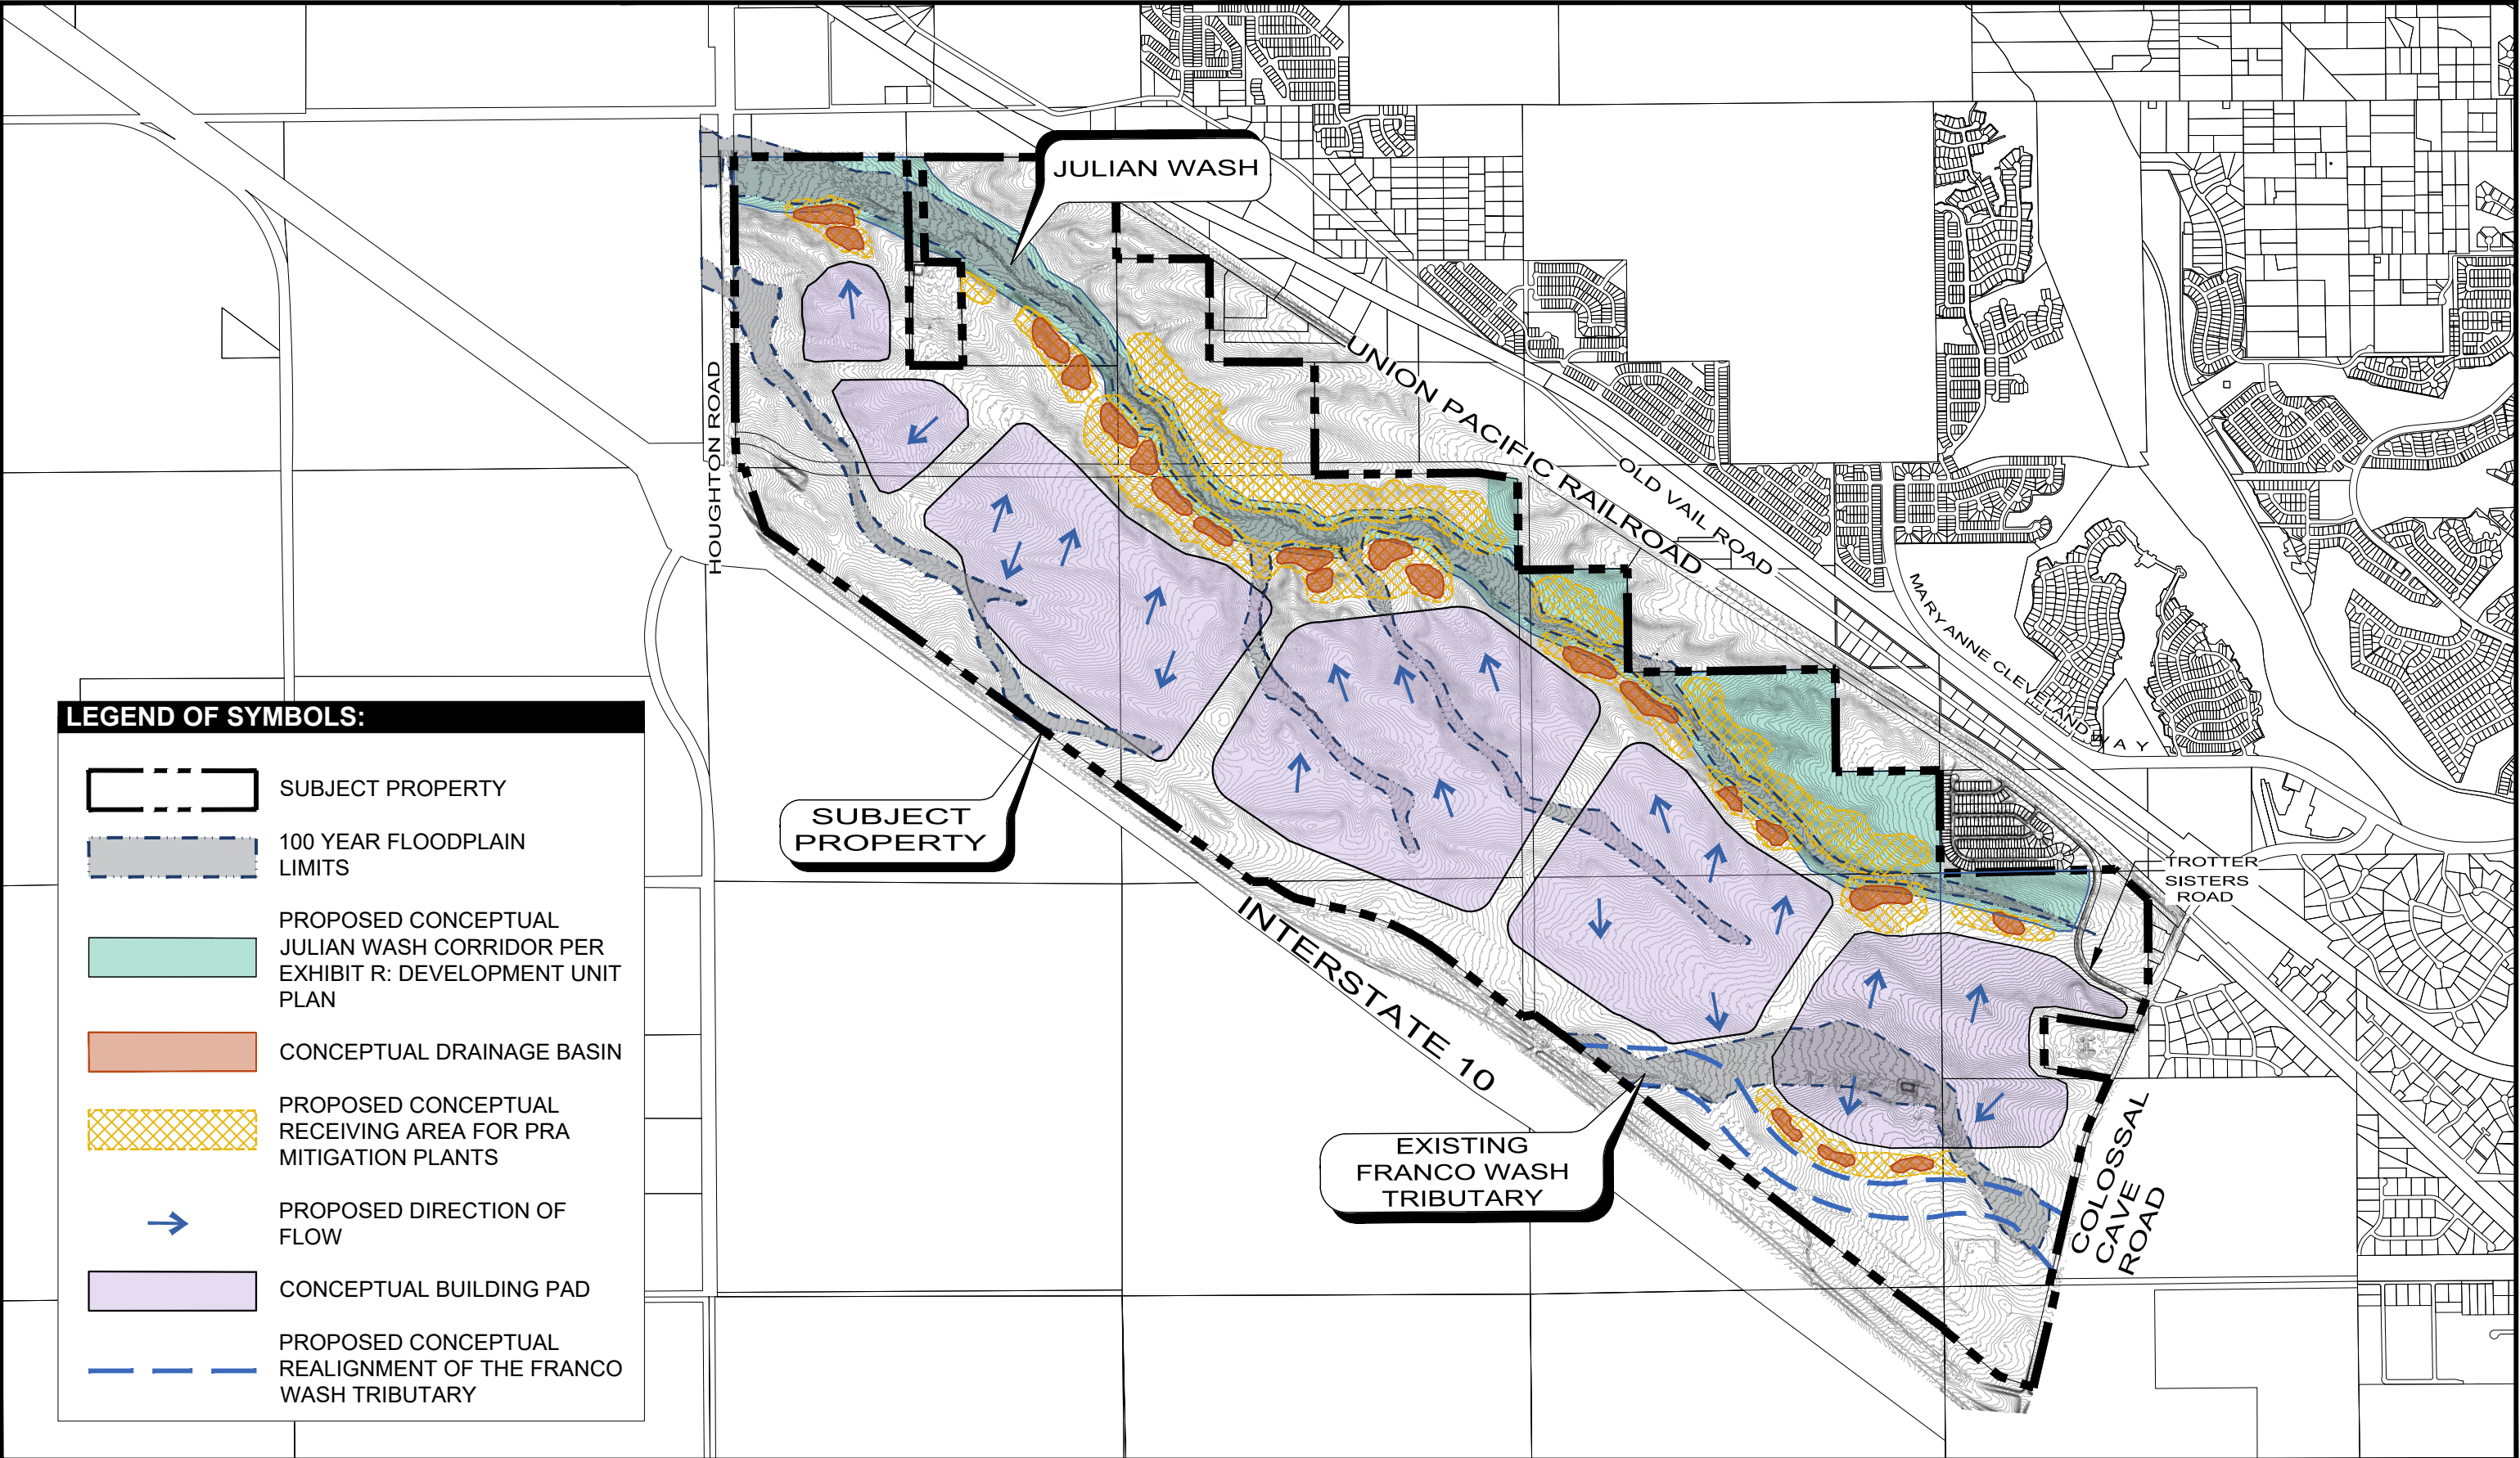 JULIAN WASH
UNION PACIFIC RAILROAD
OLD VAIL ROAD
HOUGHTON ROAD
MARY ANNE CLEVELAND WAY
LEGEND OF SYMBOLS:
SUBJECT PROPERTY
100 YEAR FLOODPLAIN
LIMITS
PROPOSED CONCEPTUAL
JULIAN WASH CORRIDOR PER
EXHIBIT R: DEVELOPMENT UNIT
PLAN
CONCEPTUAL DRAINAGE BASIN
PROPOSED CONCEPTUAL
RECEIVING AREA FOR PRA
MITIGATION PLANTS
PROPOSED DIRECTION OF
FLOW
CONCEPTUAL BUILDING PAD
PROPOSED CONCEPTUAL
REALIGNMENT OF THE FRANCO
WASH TRIBUTARY
SUBJECT
PROPERTY
TROTTER
SISTERS
ROAD
INTERSTATE 10
EXISTING
FRANCO WASH
TRIBUTARY
COLOSSAL
CAVE
ROAD